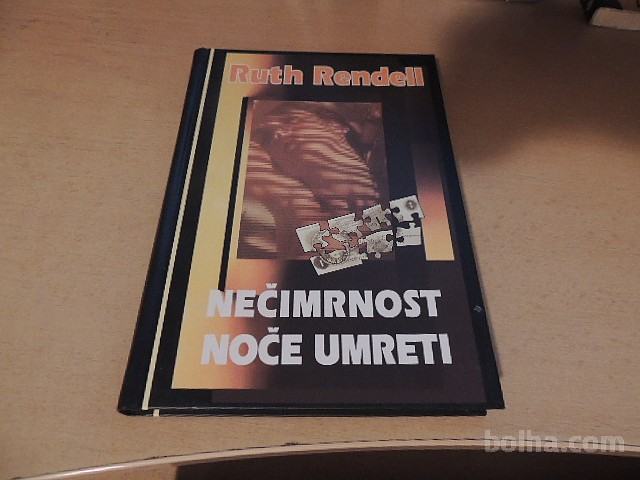 Ruth Rendell
NEČIMRNOST
NOČE UMRETI
bolha.com